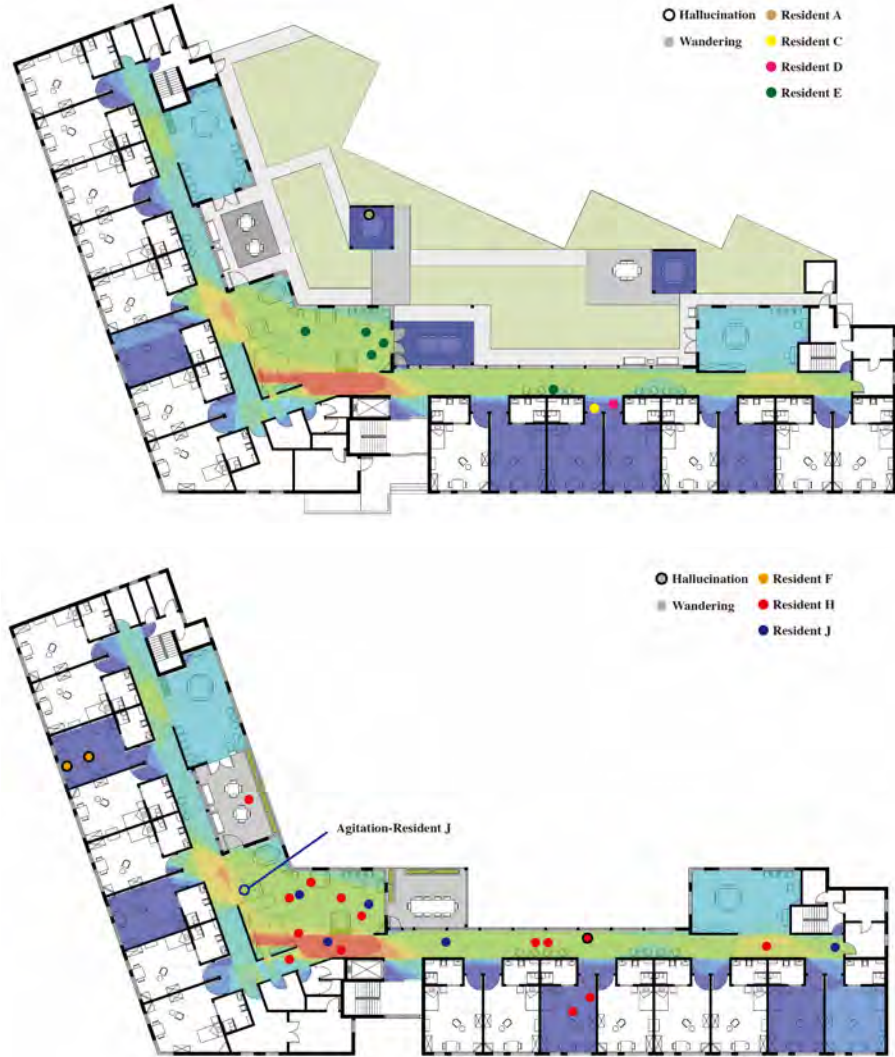 Hallucination Resident A
Wandering Resident C
Resident D
Resident E
Hallucination Resident F
Wandering Resident H
Resident J
Agitation-Resident J